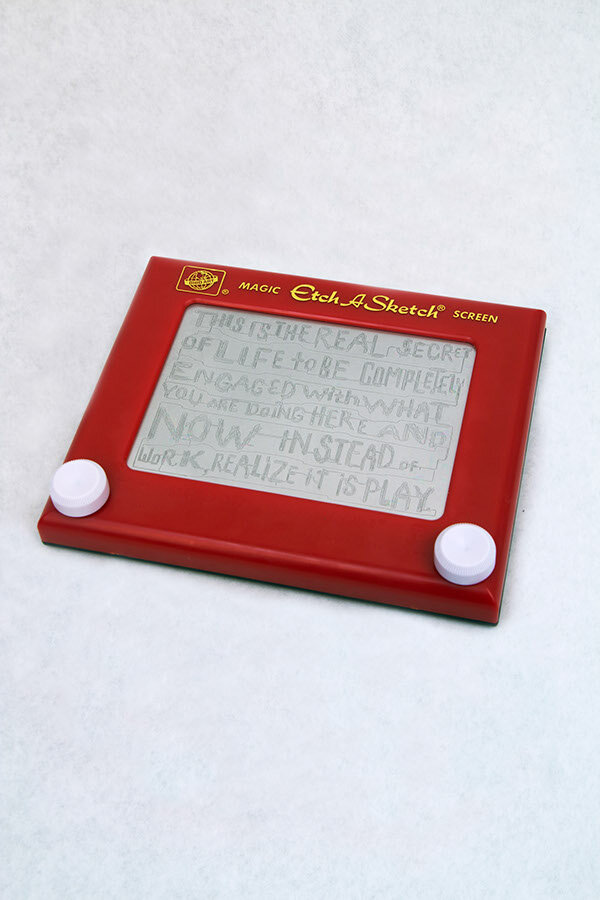 MAGIC Etch A Sketch® SCREEN
®
THIS IS THE REAL SECRET
OF LIFE to BE COMPLETELY
ENGAGED with WHAT
YOU ARE DOING HERE AND
NOW INSTEAD OF
WORK, REALIZE IT IS PLAY.